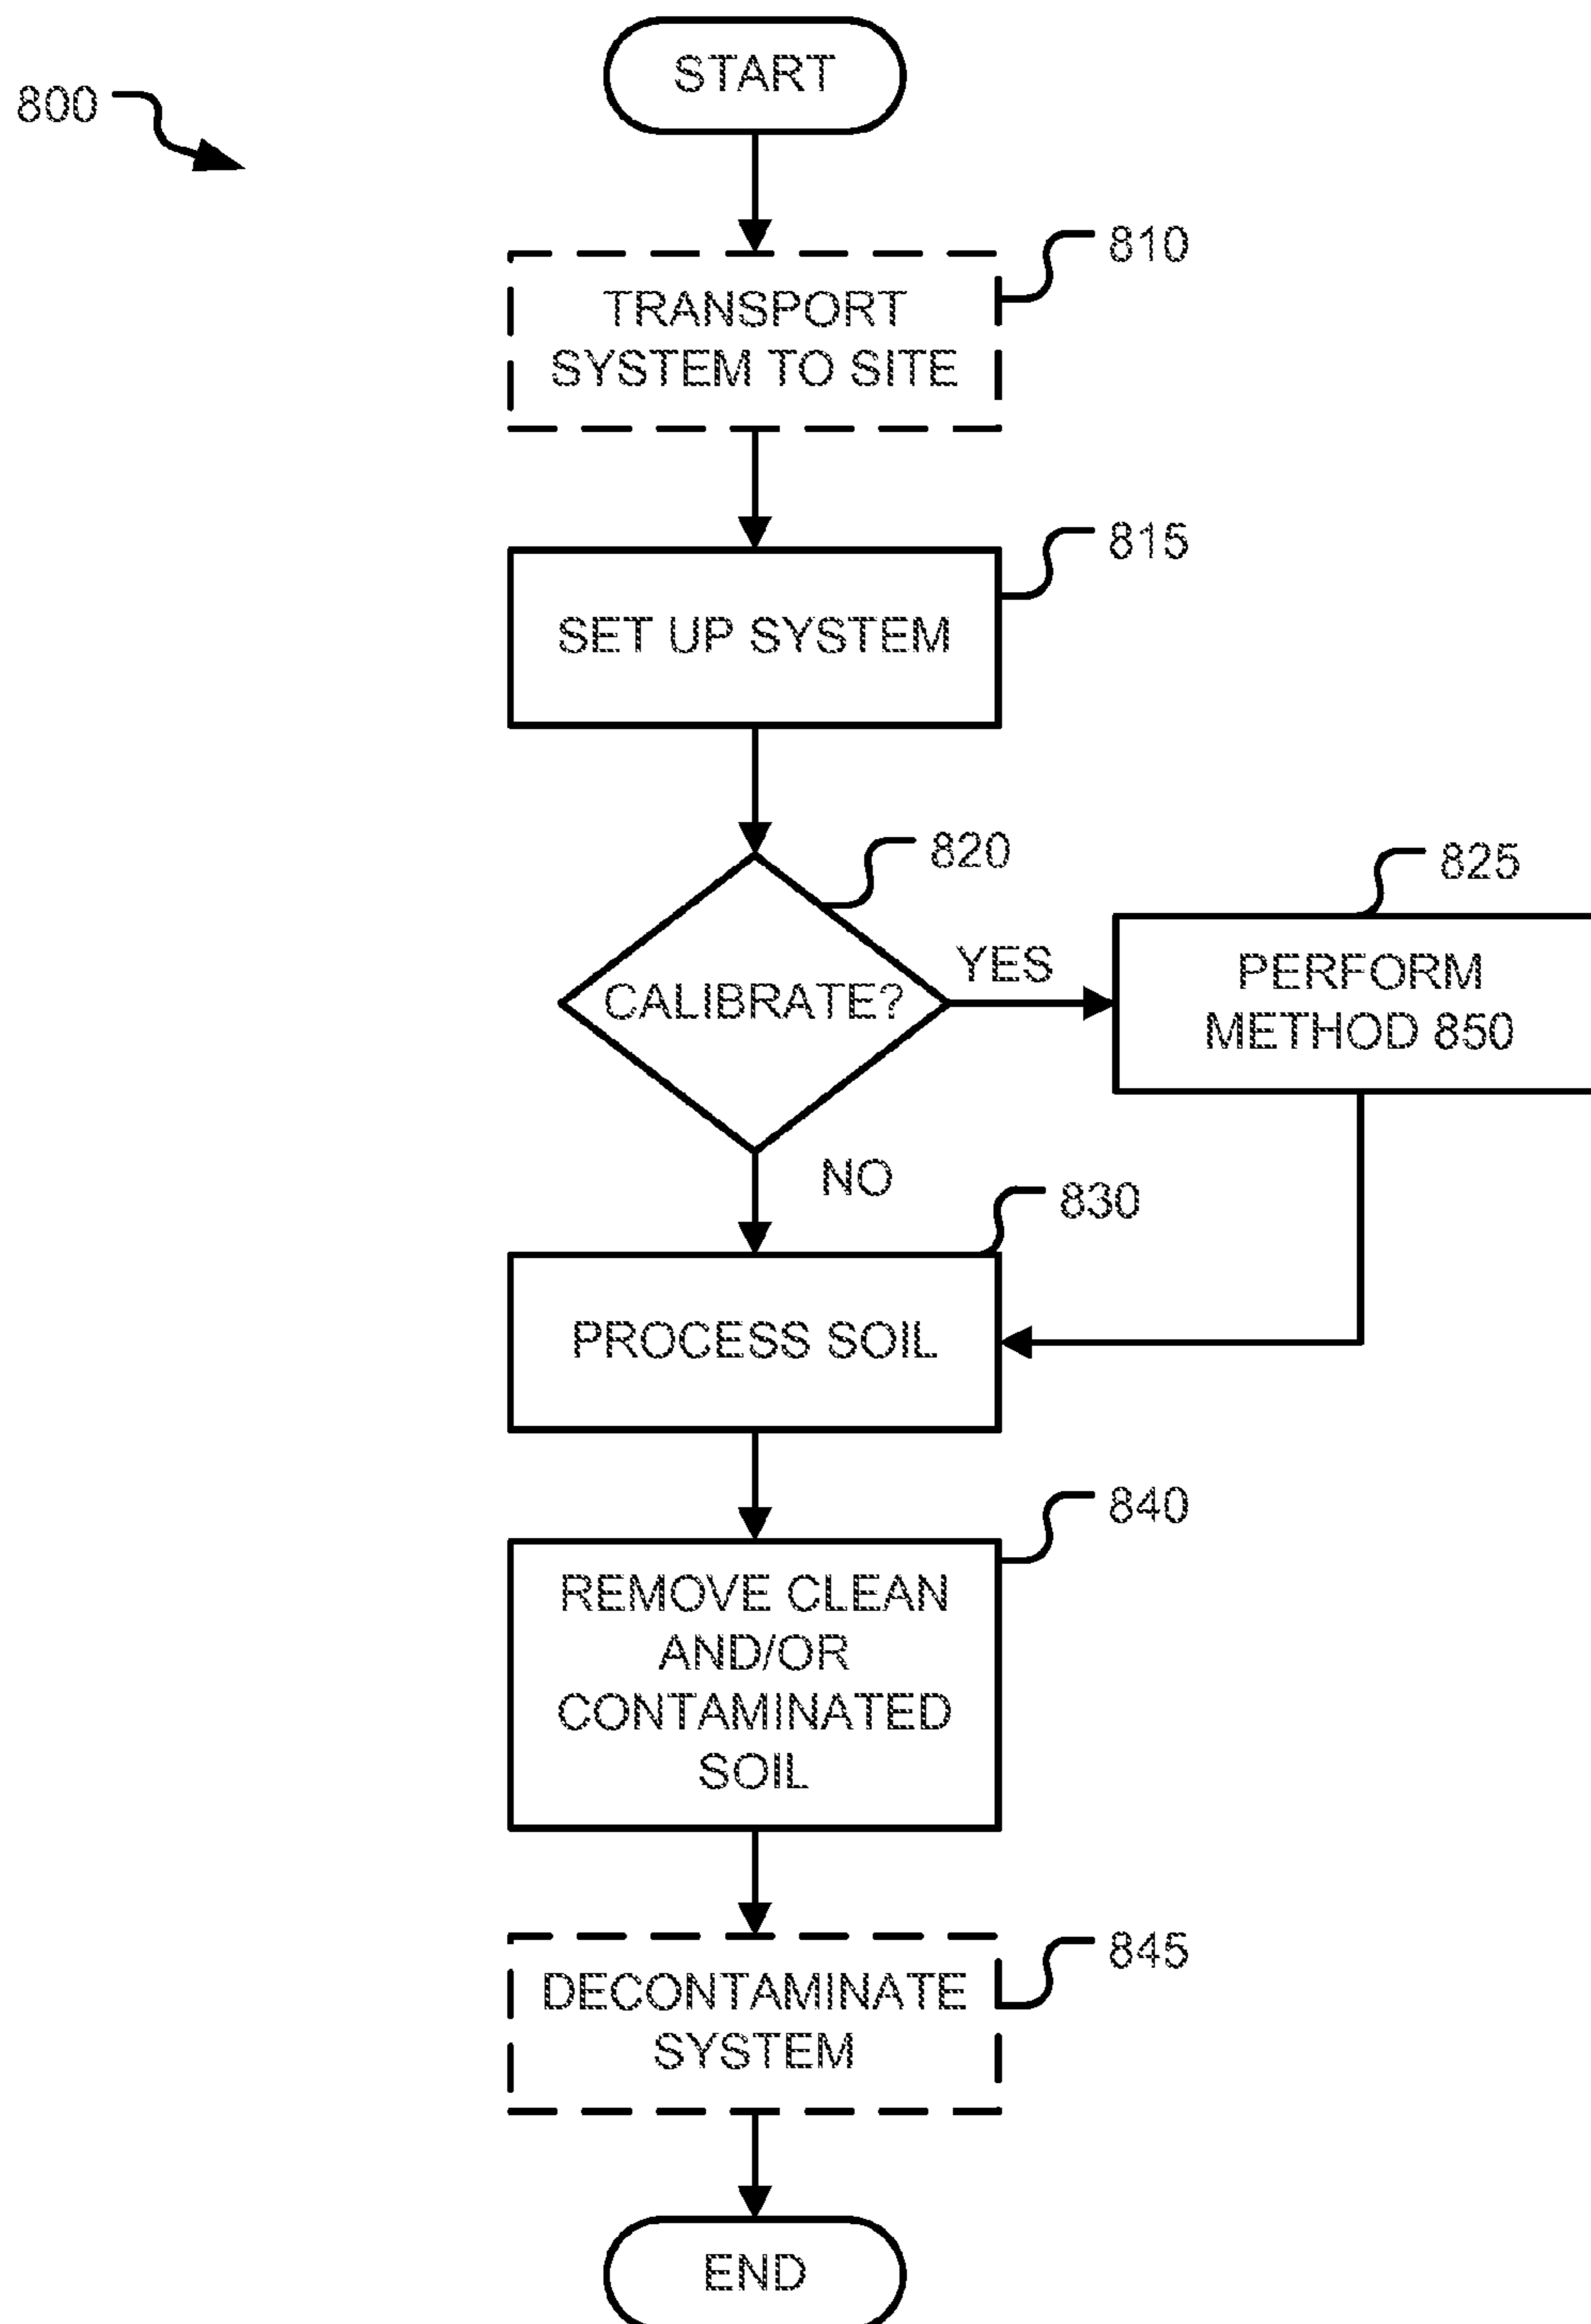 START
800
810
TRANSPORT
SYSTEM TO SITE
815
SET UP SYSTEM
820
825
CALIBRATE?
YES
PERFORM
METHOD 850
NO
830
PROCESS SOIL
840
REMOVE CLEAN
AND/OR
CONTAMINATED
SOIL
845
DECONTAMINATE
SYSTEM
END